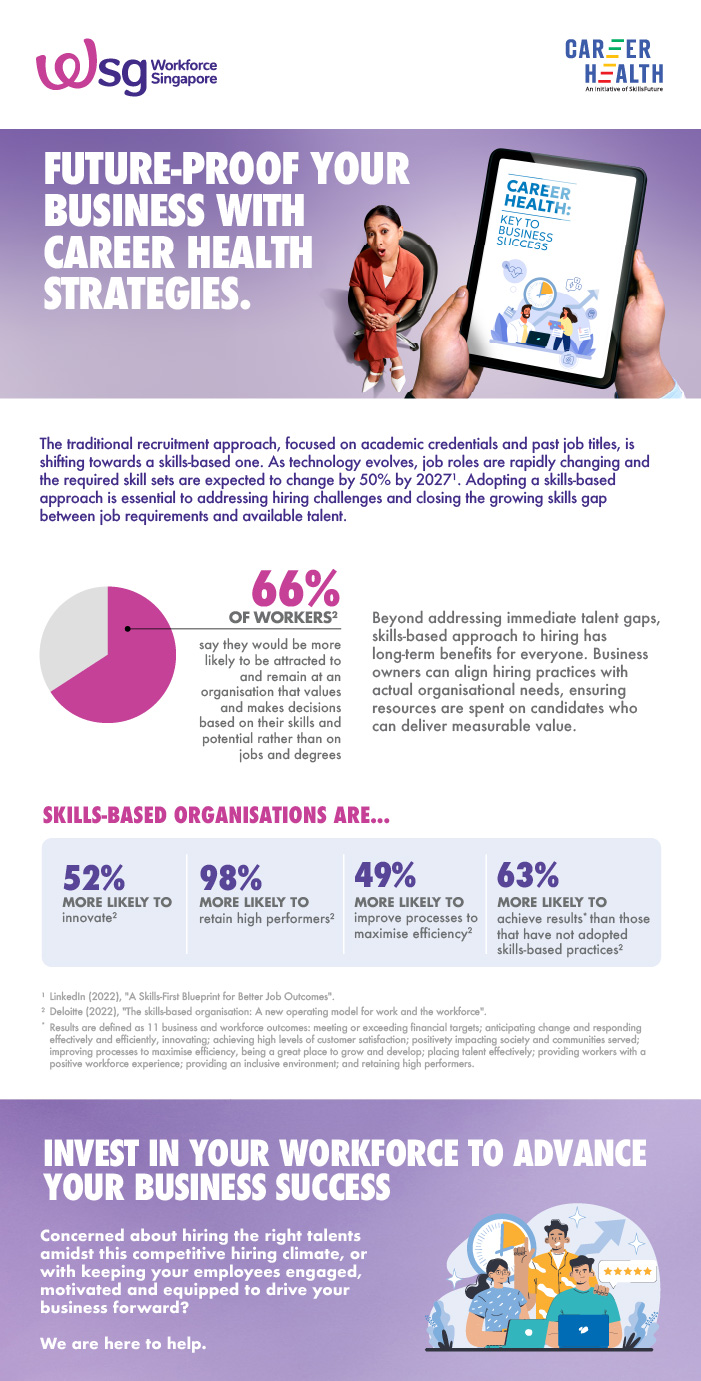 wsg Workforce
Singapore
CAREER
HEALTH
An Initiative of SkillsFuture
FUTURE-PROOF YOUR
BUSINESS WITH
CAREER HEALTH
STRATEGIES.
CAREER
HEALTH:
KEY TO
BUSINESS
SUCCESS
The traditional recruitment approach, focused on academic credentials and past job titles, is
shifting towards a skills-based one. As technology evolves, job roles are rapidly changing and
the required skill sets are expected to change by 50% by 2027¹. Adopting a skills-based
approach is essential to addressing hiring challenges and closing the growing skills gap
between job requirements and available talent.
66%
OF WORKERS²
say they would be more
likely to be attracted to
and remain at an
organisation that values
and makes decisions
based on their skills and
potential rather than on
jobs and degrees
Beyond addressing immediate talent gaps,
skills-based approach to hiring has
long-term benefits for everyone. Business
owners can align hiring practices with
actual organisational needs, ensuring
resources are spent on candidates who
can deliver measurable value.
SKILLS-BASED ORGANISATIONS ARE...
52%
MORE LIKELY TO
innovate²
98%
MORE LIKELY TO
retain high performers²
49%
MORE LIKELY TO
improve processes to
maximise efficiency²
63%
MORE LIKELY TO
achieve results* than those
that have not adopted
skills-based practices²
¹ LinkedIn (2022), "A Skills-First Blueprint for Better Job Outcomes".
² Deloitte (2022), "The skills-based organisation: A new operating model for work and the workforce".
* Results are defined as 11 business and workforce outcomes: meeting or exceeding financial targets; anticipating change and responding
effectively and efficiently, innovating; achieving high levels of customer satisfaction; positively impacting society and communities served;
improving processes to maximise efficiency, being a great place to grow and develop; placing talent effectively; providing workers with a
positive workforce experience; providing an inclusive environment; and retaining high performers.
INVEST IN YOUR WORKFORCE TO ADVANCE
YOUR BUSINESS SUCCESS
Concerned about hiring the right talents
amidst this competitive hiring climate, or
with keeping your employees engaged,
motivated and equipped to drive your
business forward?
We are here to help.